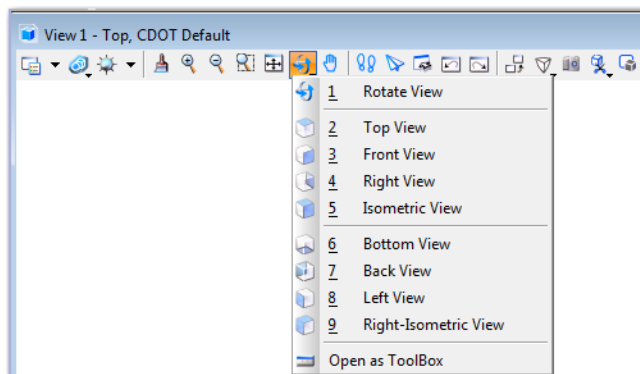 View 1 - Top, CDOT Default
1 Rotate View
2 Top View
3 Front View
4 Right View
5 Isometric View
6 Bottom View
7 Back View
8 Left View
9 Right-Isometric View
Open as ToolBox